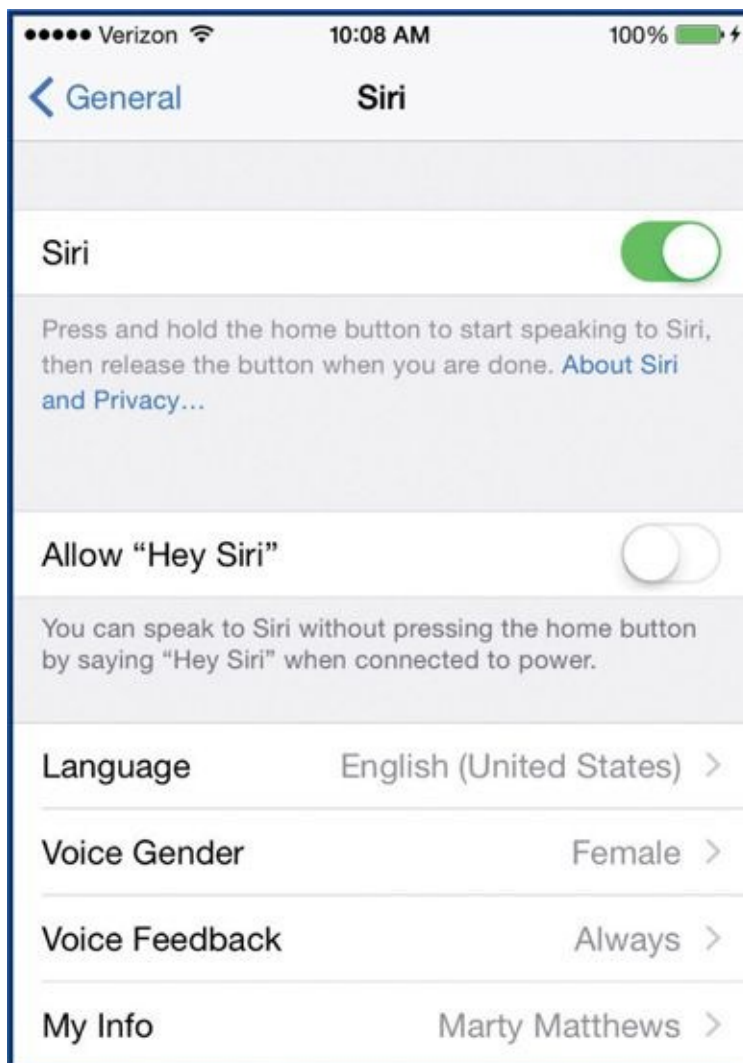 Verizon 10:08 AM 100%
General Siri
Siri
Press and hold the home button to start speaking to Siri,
then release the button when you are done. About Siri
and Privacy...
Allow “Hey Siri”
You can speak to Siri without pressing the home button
by saying “Hey Siri” when connected to power.
Language English (United States)
Voice Gender Female
Voice Feedback Always
My Info Marty Matthews